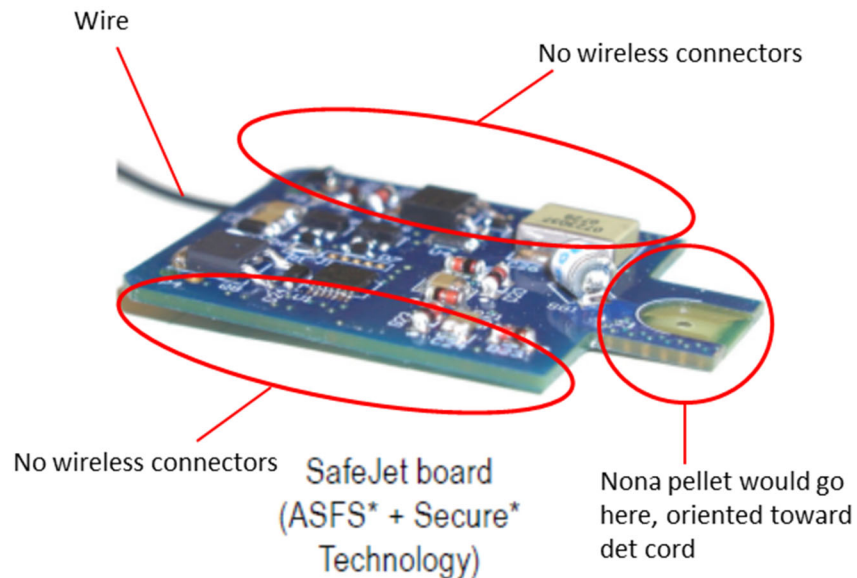 Wire
No wireless connectors
No wireless connectors
SafeJet board
(ASFS* + Secure*
Technology)
Nona pellet would go
here, oriented toward
det cord